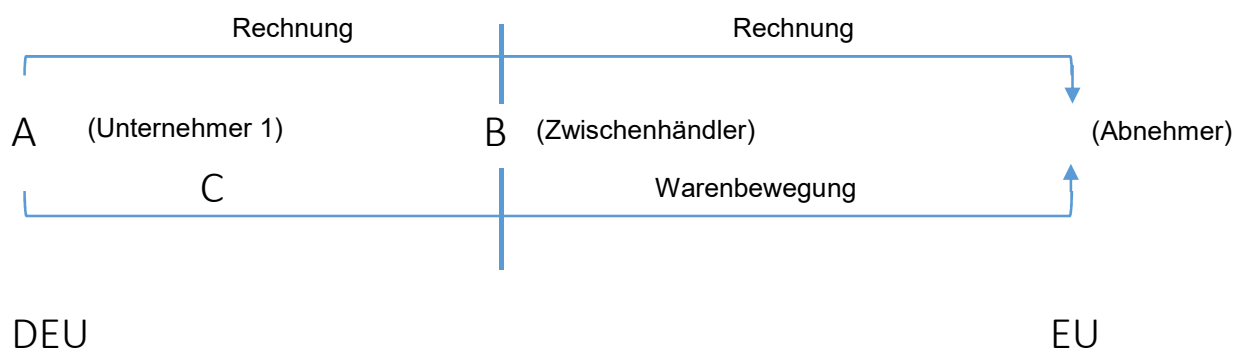 Rechnung Rechnung
A (Unternehmer 1) B (Zwischenhändler) (Abnehmer)
C Warenbewegung
DEU EU